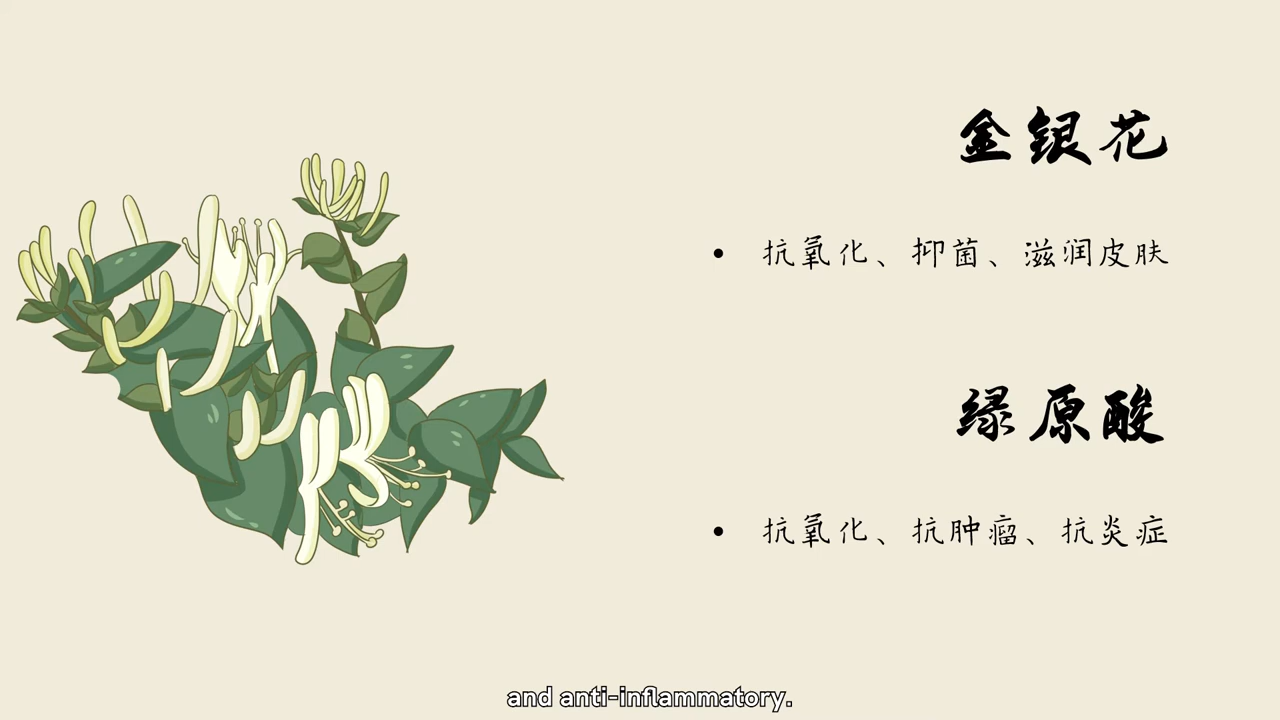 金银花
• 抗氧化、抑菌、滋润皮肤
绿原酸
• 抗氧化、抗肿瘤、抗炎症
and anti-inflammatory.